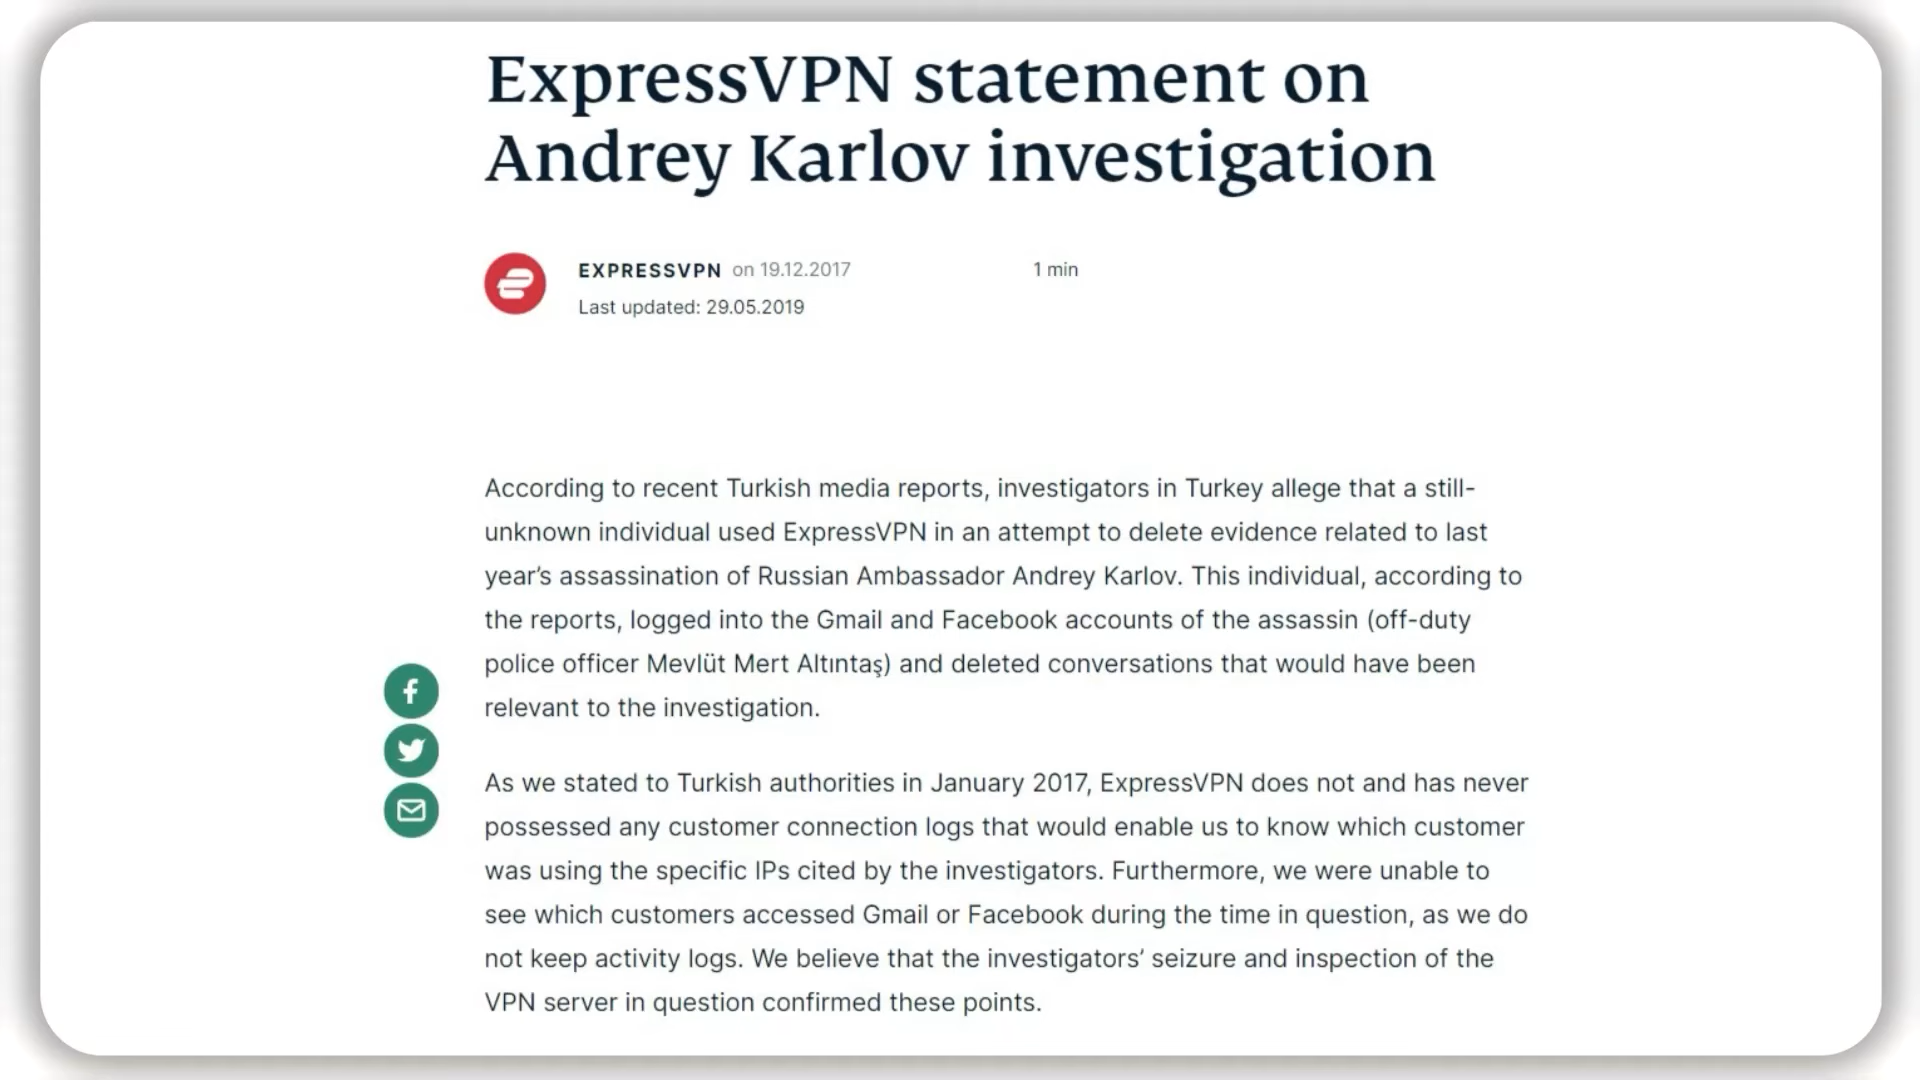 ExpressVPN statement on
Andrey Karlov investigation
EXPRESSVPN on 19.12.2017 1 min
Last updated: 29.05.2019
According to recent Turkish media reports, investigators in Turkey allege that a still-
unknown individual used ExpressVPN in an attempt to delete evidence related to last
year’s assassination of Russian Ambassador Andrey Karlov. This individual, according to
the reports, logged into the Gmail and Facebook accounts of the assassin (off-duty
police officer Mevlüt Mert Altıntaş) and deleted conversations that would have been
relevant to the investigation.
As we stated to Turkish authorities in January 2017, ExpressVPN does not and has never
possessed any customer connection logs that would enable us to know which customer
was using the specific IPs cited by the investigators. Furthermore, we were unable to
see which customers accessed Gmail or Facebook during the time in question, as we do
not keep activity logs. We believe that the investigators’ seizure and inspection of the
VPN server in question confirmed these points.